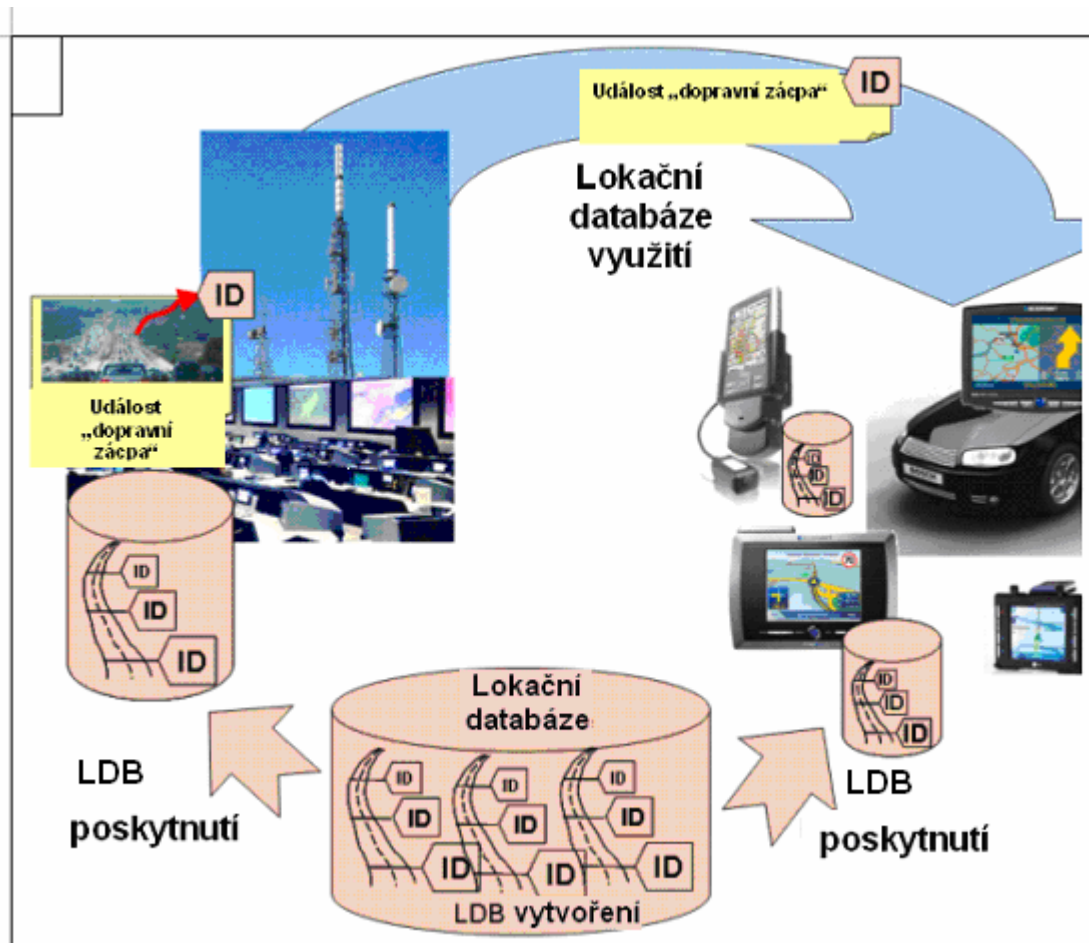 Událost „dopravní zácpa“
ID
Lokační
databáze
využití
ID
Událost
„dopravní
zácpa“
BOSCH
ID
ID
ID
ID
ID
ID
ID
ID
ID
Lokační
databáze
ID
ID
ID
ID
ID
ID
ID
ID
ID
LDB vytvoření
LDB
poskytnutí
LDB
poskytnutí